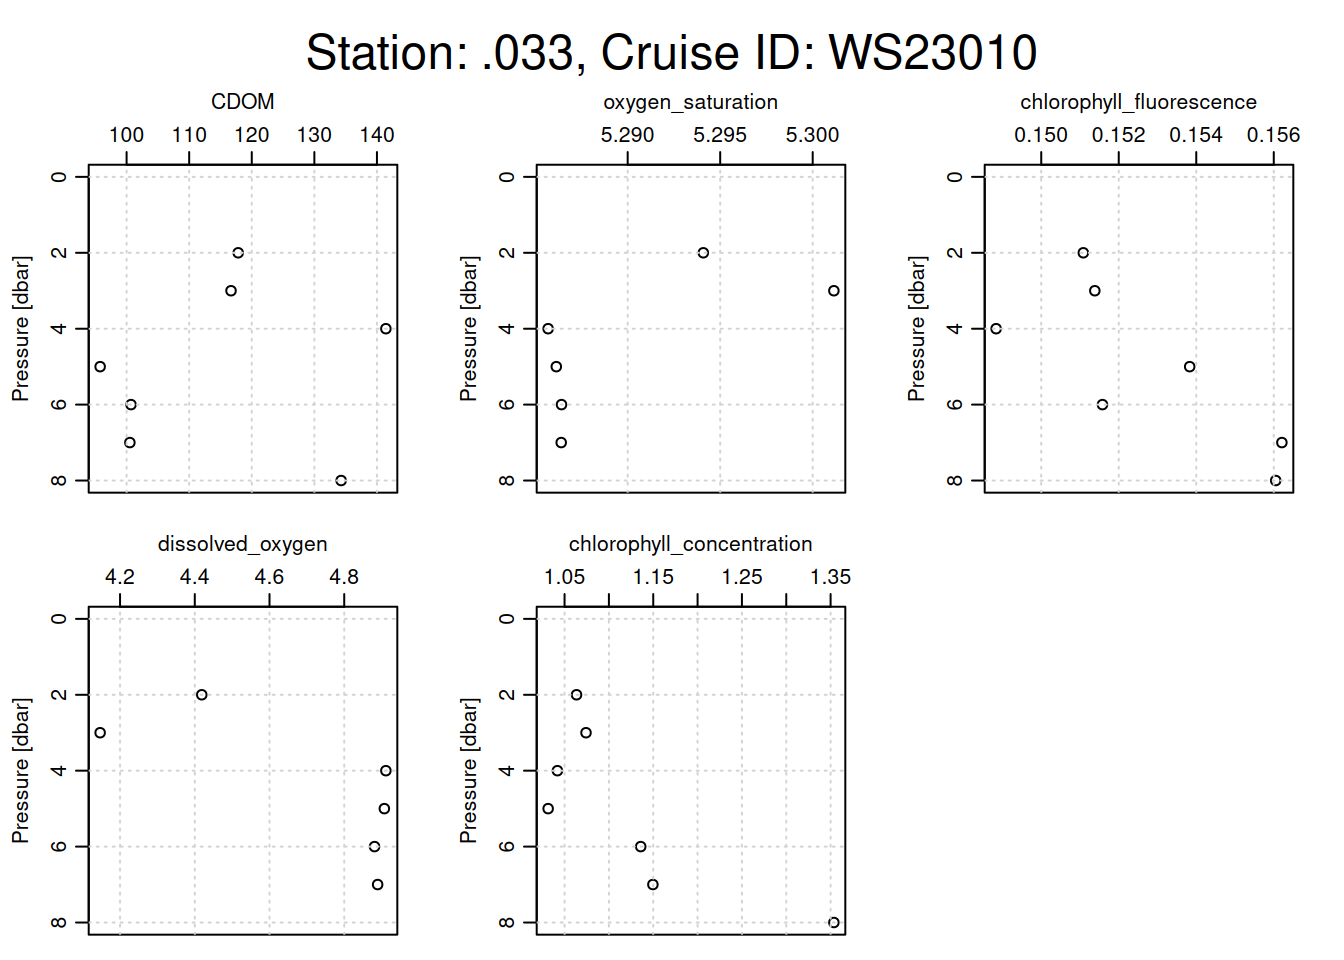 Station: .033, Cruise ID: WS23010
CDOM
100 110 120 130 140
Pressure [dbar]
0
2
4
6
8
oxygen_saturation
5.290 5.295 5.300
Pressure [dbar]
0
2
4
6
8
chlorophyll_fluorescence
0.150 0.152 0.154 0.156
Pressure [dbar]
0
2
4
6
8
dissolved_oxygen
4.2 4.4 4.6 4.8
Pressure [dbar]
0
2
4
6
8
chlorophyll_concentration
1.05 1.15 1.25 1.35
Pressure [dbar]
0
2
4
6
8